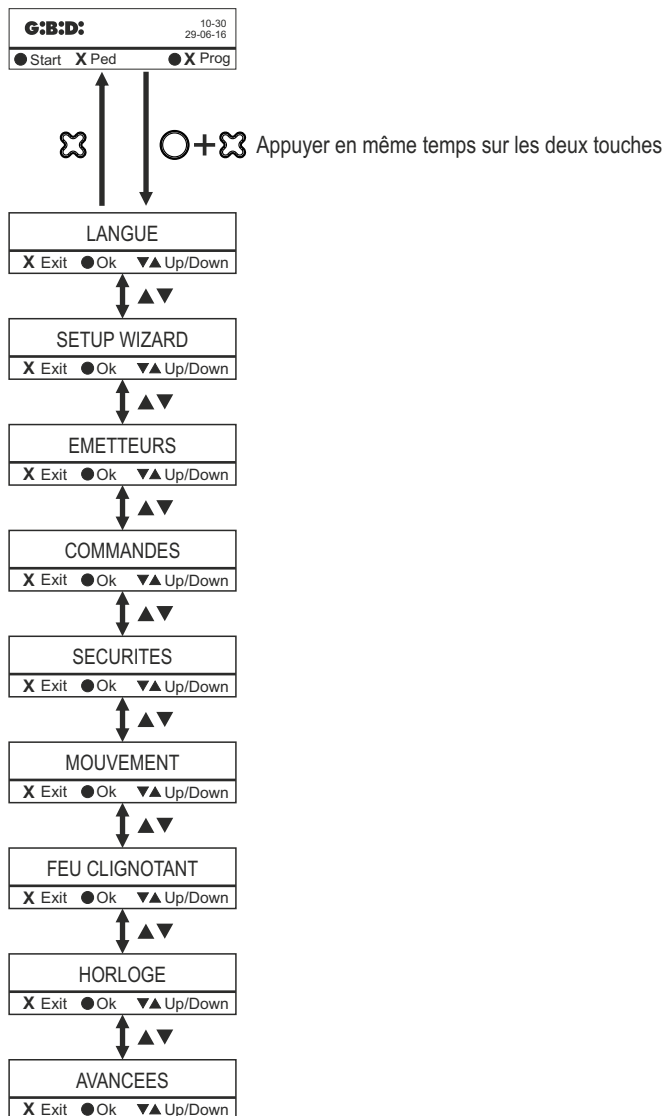 G:B:D: 10-30
29-06-16
● Start X Ped ● X Prog
Appuyer en même temps sur les deux touches
LANGUE
X Exit ● Ok ▼▲ Up/Down
▲▼
SETUP WIZARD
X Exit ● Ok ▼▲ Up/Down
▲▼
EMETTEURS
X Exit ● Ok ▼▲ Up/Down
▲▼
COMMANDES
X Exit ● Ok ▼▲ Up/Down
▲▼
SECURITES
X Exit ● Ok ▼▲ Up/Down
▲▼
MOUVEMENT
X Exit ● Ok ▼▲ Up/Down
▲▼
FEU CLIGNOTANT
X Exit ● Ok ▼▲ Up/Down
▲▼
HORLOGE
X Exit ● Ok ▼▲ Up/Down
▲▼
AVANCEES
X Exit ● Ok ▼▲ Up/Down